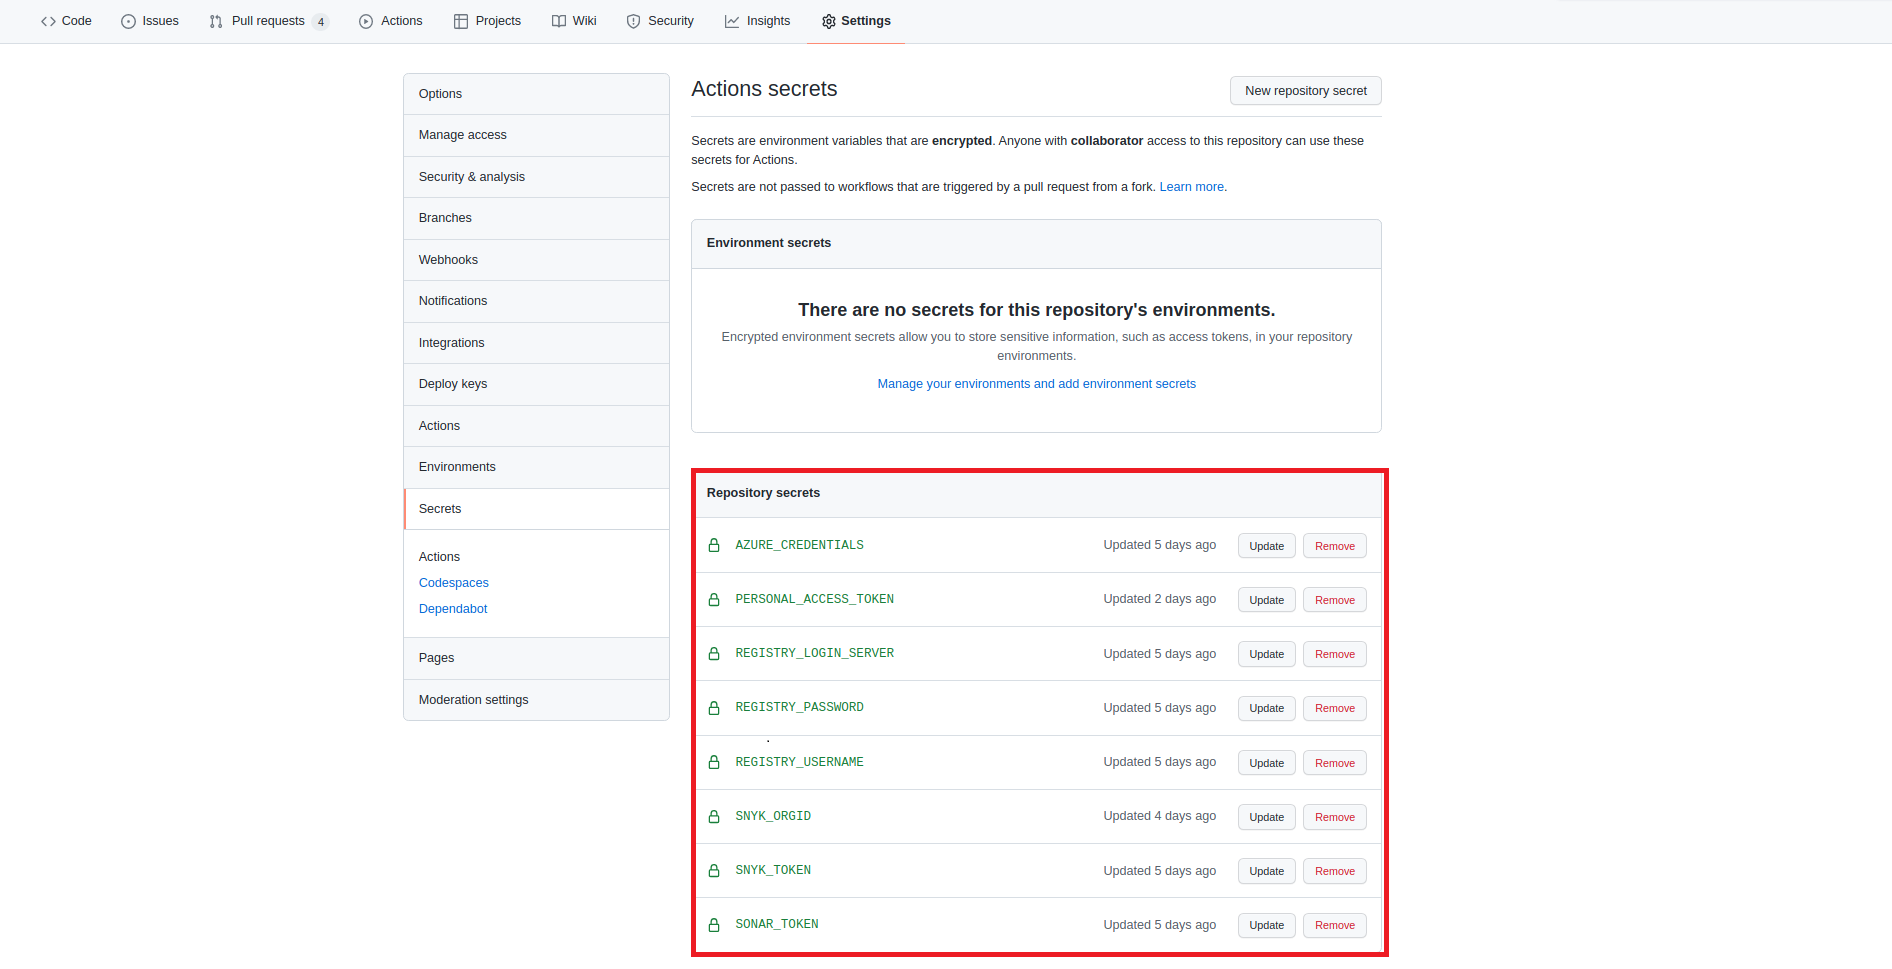 Code Issues Pull requests 4 Actions Projects Wiki Security Insights Settings
Options
Manage access
Security & analysis
Branches
Webhooks
Notifications
Integrations
Deploy keys
Actions
Environments
Secrets
Actions
Codespaces
Dependabot
Pages
Moderation settings
Actions secrets New repository secret
Secrets are environment variables that are encrypted. Anyone with collaborator access to this repository can use these
secrets for Actions.
Secrets are not passed to workflows that are triggered by a pull request from a fork. Learn more.
Environment secrets
There are no secrets for this repository's environments.
Encrypted environment secrets allow you to store sensitive information, such as access tokens, in your repository
environments.
Manage your environments and add environment secrets
Repository secrets
AZURE_CREDENTIALS Updated 5 days ago Update Remove
PERSONAL_ACCESS_TOKEN Updated 2 days ago Update Remove
REGISTRY_LOGIN_SERVER Updated 5 days ago Update Remove
REGISTRY_PASSWORD Updated 5 days ago Update Remove
REGISTRY_USERNAME Updated 5 days ago Update Remove
SNYK_ORGID Updated 4 days ago Update Remove
SNYK_TOKEN Updated 5 days ago Update Remove
SONAR_TOKEN Updated 5 days ago Update Remove